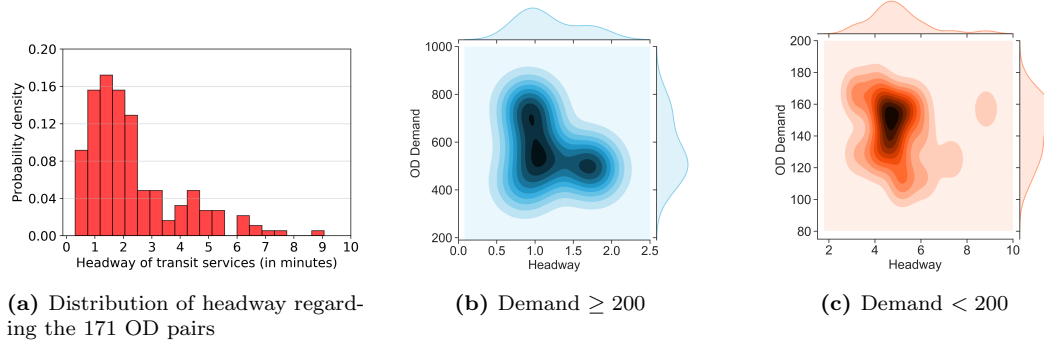 0.20
0.16
0.12
0.08
0.04
0.00
Probability density
0 1 2 3 4 5 6 7 8 9 10
Headway of transit services (in minutes)
(a) Distribution of headway regard-
ing the 171 OD pairs
1000
800
600
400
200
OD Demand
0.0 0.5 1.0 1.5 2.0 2.5
Headway
(b) Demand ≥ 200
200
180
160
140
120
100
80
OD Demand
2 4 6 8 10
Headway
(c) Demand < 200